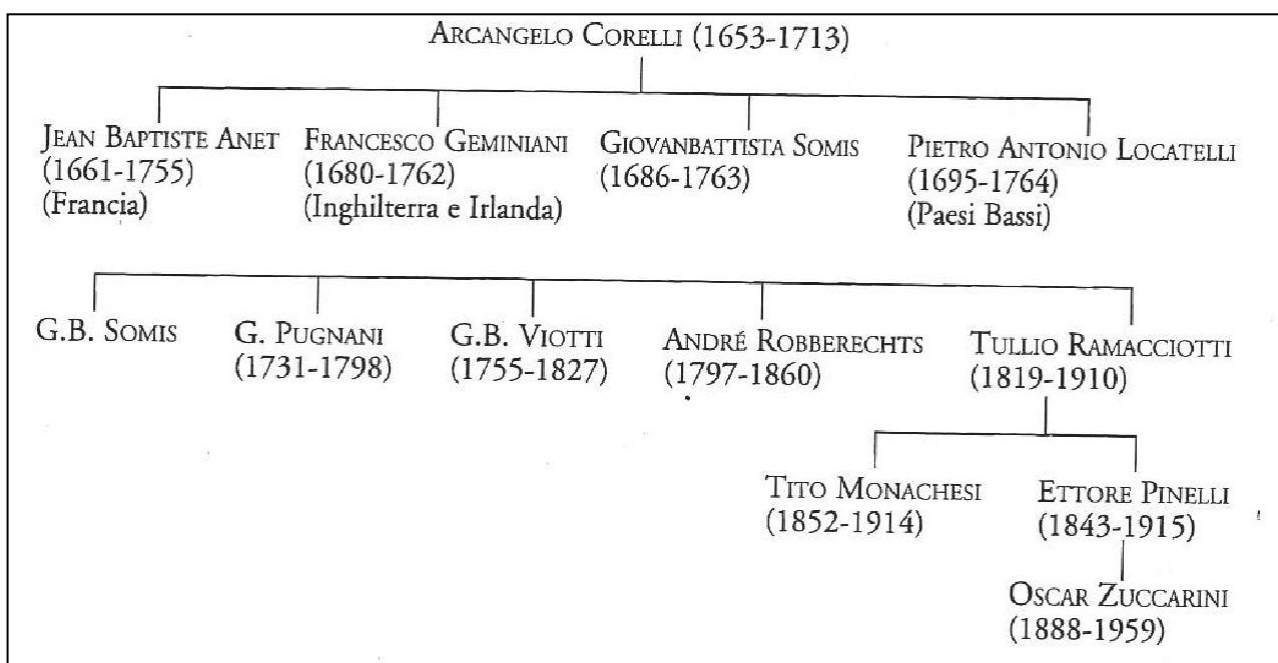 ARCANGELO CORELLI (1653-1713)
JEAN BAPTISTE ANET
(1661-1755)
(Francia)
FRANCESCO GEMINIANI
(1680-1762)
(Inghilterra e Irlanda)
GIOVANBATTISTA SOMIS
(1686-1763)
PIETRO ANTONIO LOCATELLI
(1695-1764)
(Paesi Bassi)
G.B. SOMIS
G. PUGNANI
(1731-1798)
G.B. VIOTTI
(1755-1827)
ANDRÉ ROBBERECHTS
(1797-1860)
TULLIO RAMACCIOTTI
(1819-1910)
TITO MONACHESI
(1852-1914)
ETTORE PINELLI
(1843-1915)
OSCAR ZUCCARINI
(1888-1959)